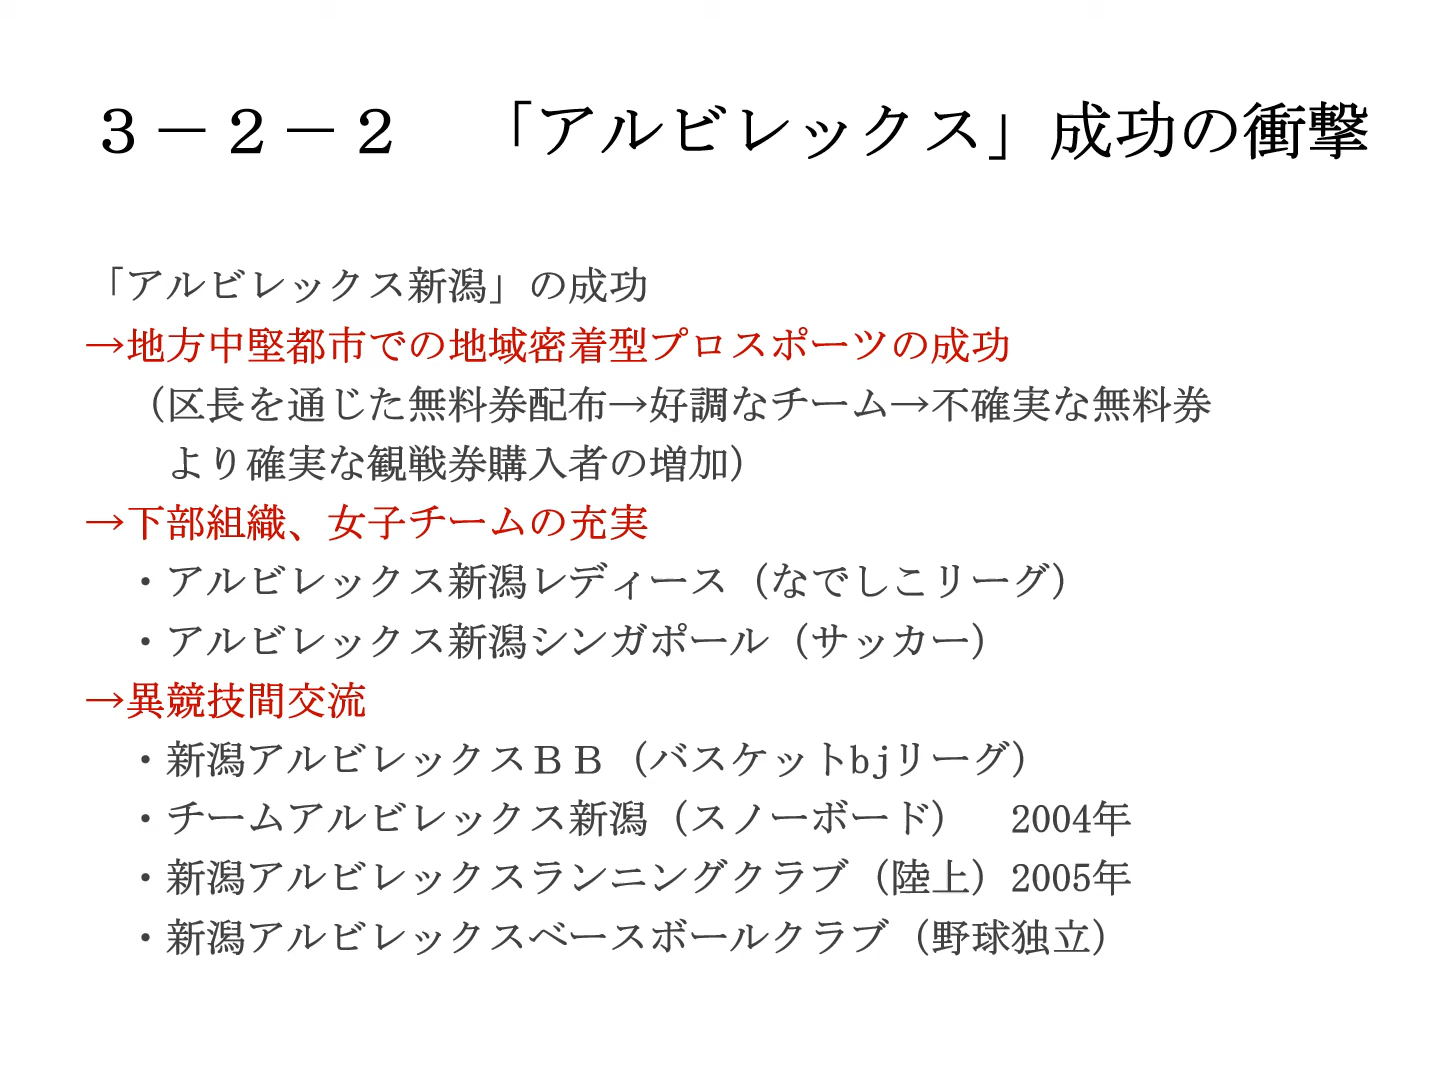 ３－２－２　「アルビレックス」成功の衝撃
「アルビレックス新潟」の成功
→地方中堅都市での地域密着型プロスポーツの成功
（区長を通じた無料券配布→好調なチーム→不確実な無料券
より確実な観戦券購入者の増加）
→下部組織、女子チームの充実
・アルビレックス新潟レディース（なでしこリーグ）
・アルビレックス新潟シンガポール（サッカー）
→異競技間交流
・新潟アルビレックスＢＢ（バスケットbjリーグ）
・チームアルビレックス新潟（スノーボード）　2004年
・新潟アルビレックスランニングクラブ（陸上）2005年
・新潟アルビレックスベースボールクラブ（野球独立）